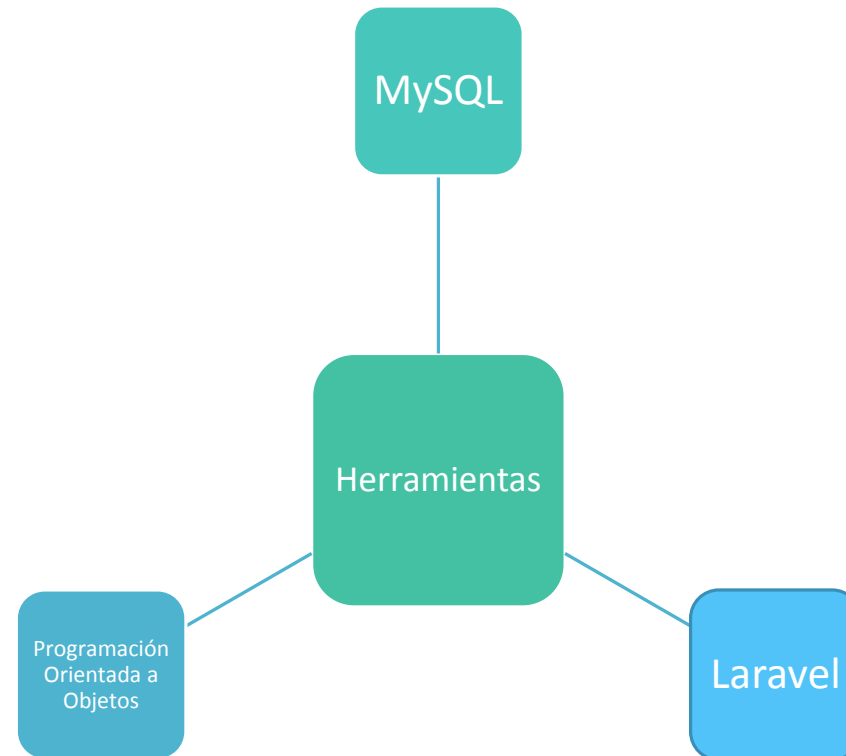 MySQL
Herramientas
Programación
Orientada a
Objetos
Laravel